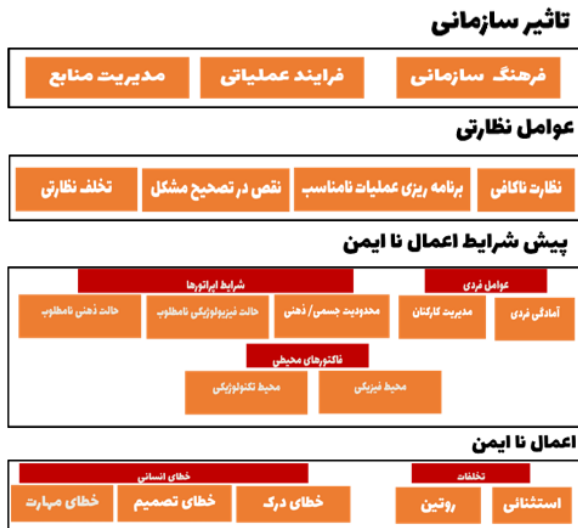 تاثیر سازمانی
فرهنگ سازمانی
فرایند عملیاتی
مدیریت منابع
عوامل نظارتی
نظارت ناکافی
برنامه ریزی عملیات نامناسب
نقص در تصحیح مشکل
تخلف نظارتی
پیش شرایط اعمال نا ایمن
عوامل فردی
شرایط اپراتورها
آمادگی فردی
مدیریت کارکنان
محدودیت جسمی/ ذهنی
حالت فیزیولوژیکی نامطلوب
حالت ذهنی نامطلوب
فاکتورهای محیطی
محیط فیزیکی
محیط تکنولوژیکی
اعمال نا ایمن
تخلفات
خطای انسانی
استثنائی
روتین
خطای درک
خطای تصمیم
خطای مهارت